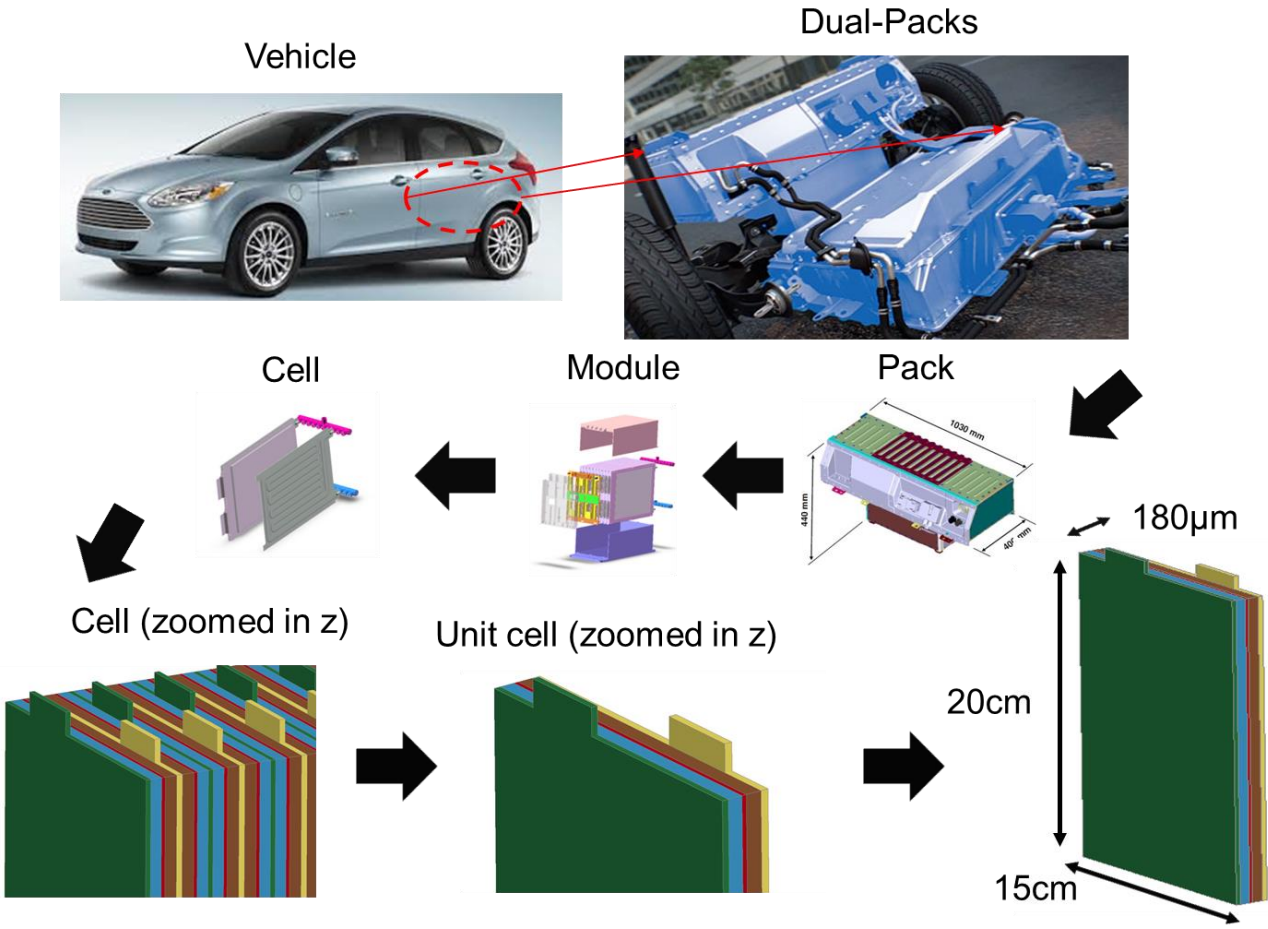 Vehicle
Dual-Packs
Cell
Module
Pack
1030 mm
440 mm
mm
180µm
Cell (zoomed in z)
Unit cell (zoomed in z)
20cm
15cm